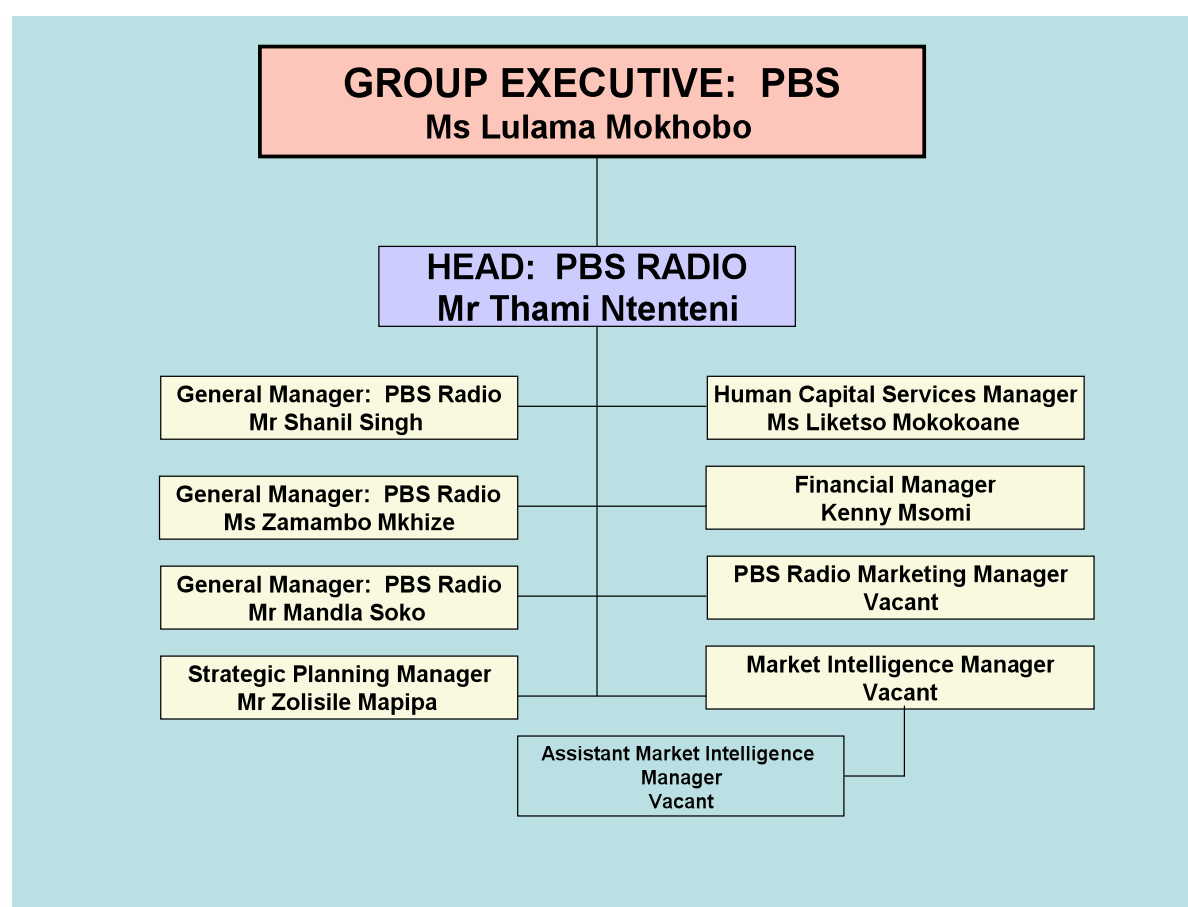 GROUP EXECUTIVE:  PBS
Ms Lulama Mokhobo
HEAD:  PBS RADIO
Mr Thami Ntenteni
General Manager:  PBS Radio
Mr Shanil Singh
Human Capital Services Manager
Ms Liketso Mokokoane
General Manager:  PBS Radio
Ms Zamambo Mkhize
Financial Manager
Kenny Msomi
General Manager:  PBS Radio
Mr Mandla Soko
PBS Radio Marketing Manager
Vacant
Strategic Planning Manager
Mr Zolisile Mapipa
Market Intelligence Manager
Vacant
Assistant Market Intelligence
Manager
Vacant